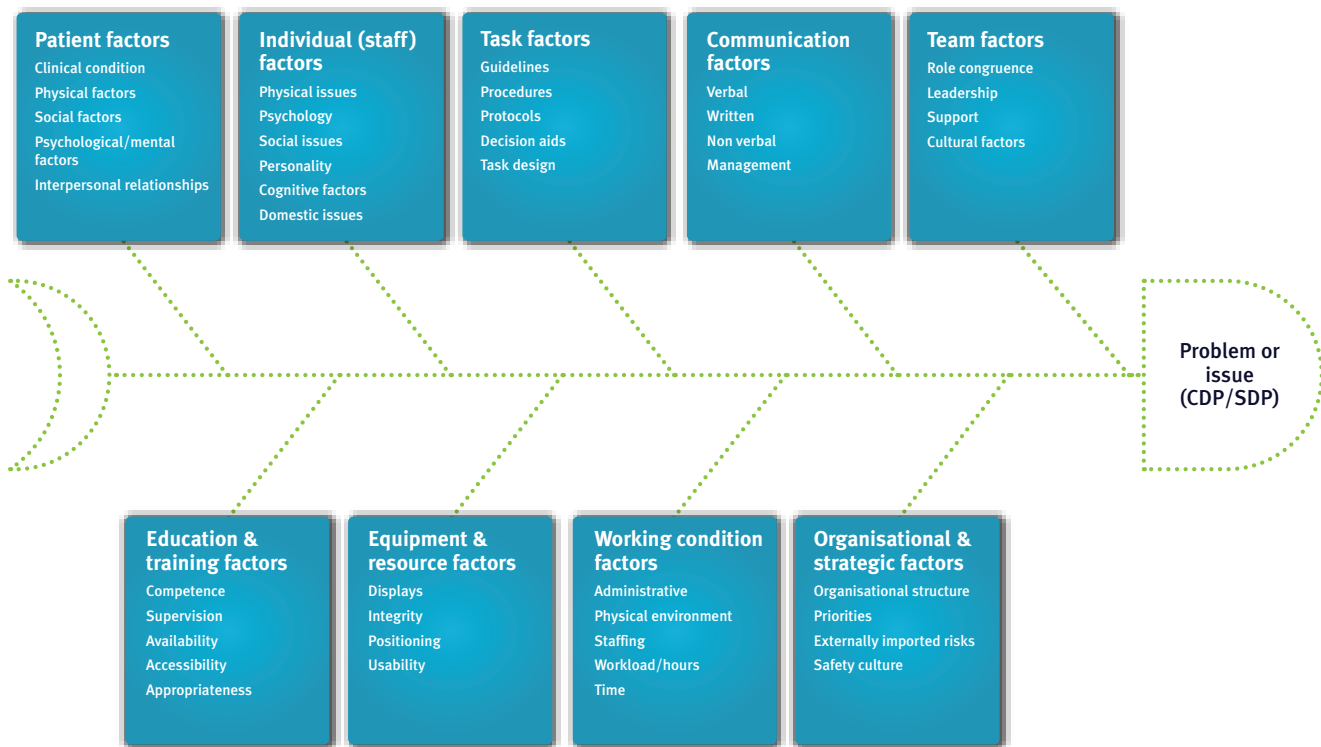 Patient factors
Clinical condition
Physical factors
Social factors
Psychological/mental
factors
Interpersonal relationships
Individual (staff)
factors
Physical issues
Psychology
Social issues
Personality
Cognitive factors
Domestic issues
Task factors
Guidelines
Procedures
Protocols
Decision aids
Task design
Communication
factors
Verbal
Written
Non verbal
Management
Team factors
Role congruence
Leadership
Support
Cultural factors
Problem or
issue
(CDP/SDP)
Education &
training factors
Competence
Supervision
Availability
Accessibility
Appropriateness
Equipment &
resource factors
Displays
Integrity
Positioning
Usability
Working condition
factors
Administrative
Physical environment
Staffing
Workload/hours
Time
Organisational &
strategic factors
Organisational structure
Priorities
Externally imported risks
Safety culture